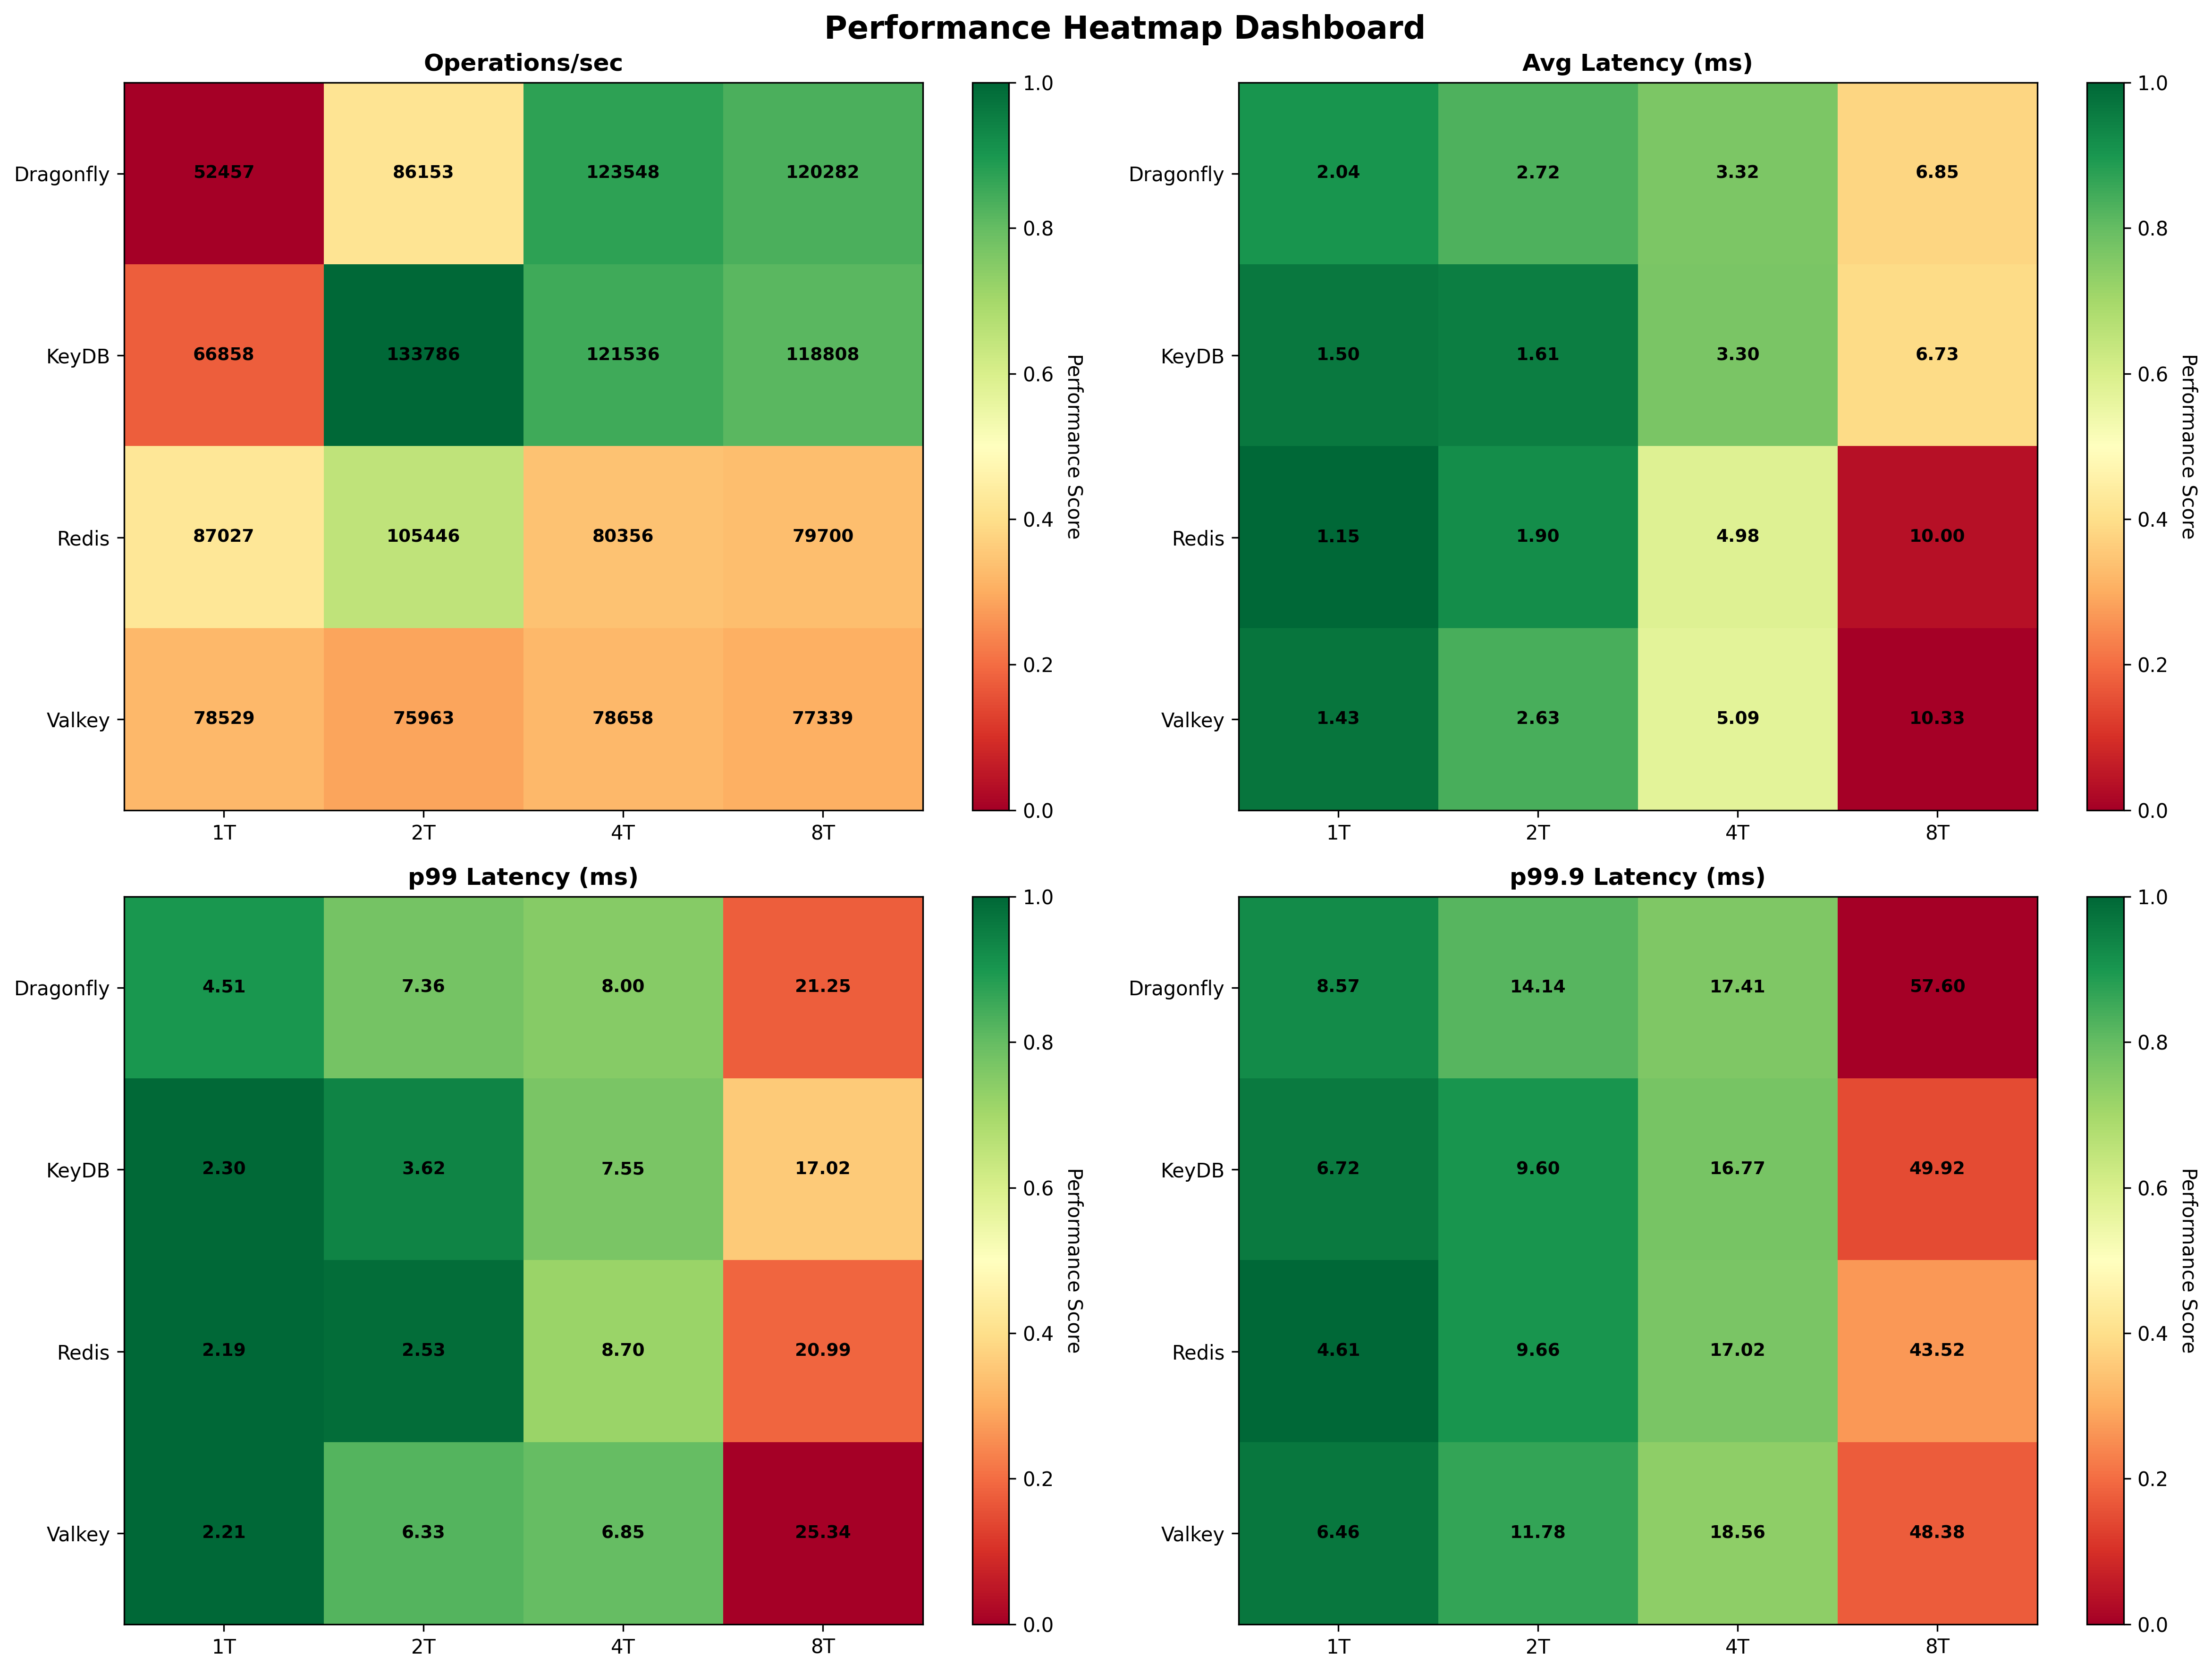 Performance Heatmap Dashboard
Operations/sec
Dragonfly 52457 86153 123548 120282
KeyDB 66858 133786 121536 118808
Redis 87027 105446 80356 79700
Valkey 78529 75963 78658 77339
1T 2T 4T 8T
1.0
0.8
0.6
0.4
0.2
0.0
Performance Score
Avg Latency (ms)
Dragonfly 2.04 2.72 3.32 6.85
KeyDB 1.50 1.61 3.30 6.73
Redis 1.15 1.90 4.98 10.00
Valkey 1.43 2.63 5.09 10.33
1T 2T 4T 8T
1.0
0.8
0.6
0.4
0.2
0.0
Performance Score
p99 Latency (ms)
Dragonfly 4.51 7.36 8.00 21.25
KeyDB 2.30 3.62 7.55 17.02
Redis 2.19 2.53 8.70 20.99
Valkey 2.21 6.33 6.85 25.34
1T 2T 4T 8T
1.0
0.8
0.6
0.4
0.2
0.0
Performance Score
p99.9 Latency (ms)
Dragonfly 8.57 14.14 17.41 57.60
KeyDB 6.72 9.60 16.77 49.92
Redis 4.61 9.66 17.02 43.52
Valkey 6.46 11.78 18.56 48.38
1T 2T 4T 8T
1.0
0.8
0.6
0.4
0.2
0.0
Performance Score